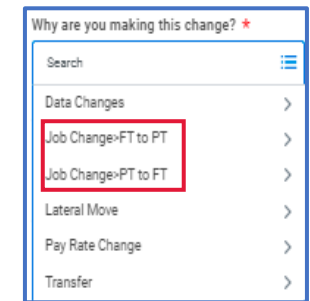 Why are you making this change? *
Search
Data Changes
Job Change>FT to PT
Job Change>PT to FT
Lateral Move
Pay Rate Change
Transfer